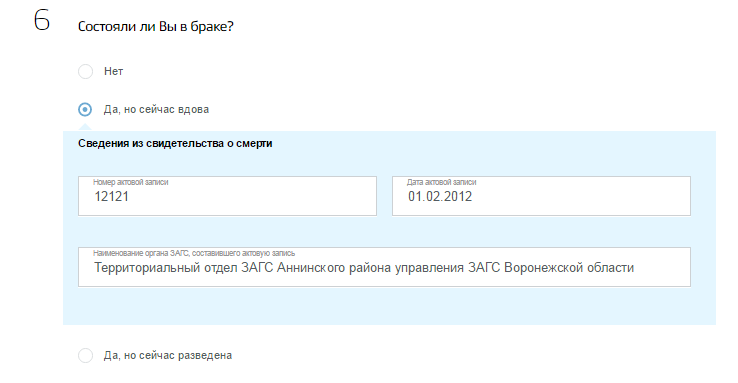 6
Состояли ли Вы в браке?
Нет
Да, но сейчас вдова
Сведения из свидетельства о смерти
Номер актовой записи
12121
Дата актовой записи
01.02.2012
Наименование органа ЗАГС, составившего актовую запись
Территориальный отдел ЗАГС Аннинского района управления ЗАГС Воронежской области
Да, но сейчас разведена